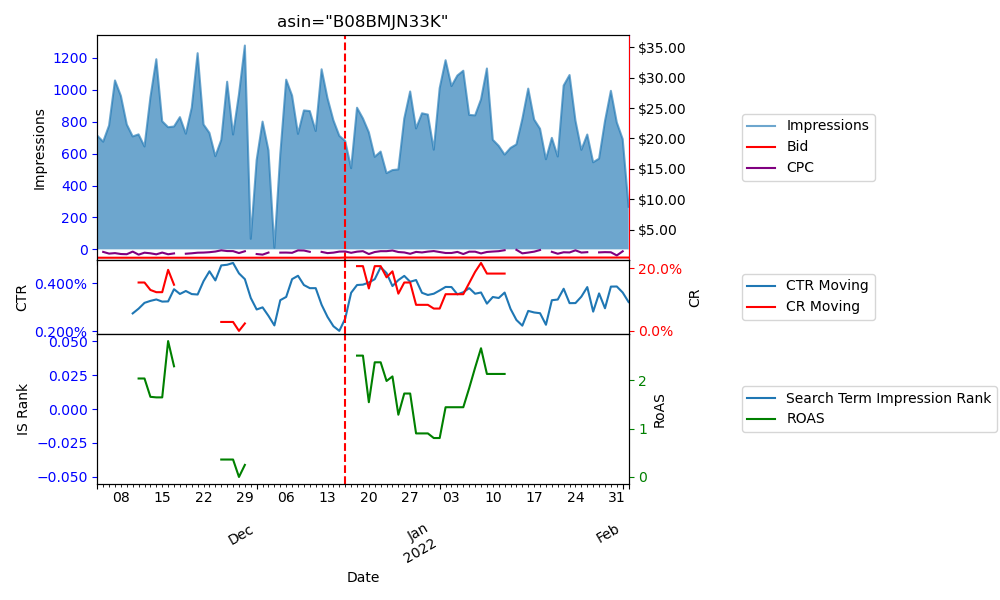 asin="B08BMJN33K"
Impressions
1200
1000
800
600
400
200
0
$35.00
$30.00
$25.00
$20.00
$15.00
$10.00
$5.00
Impressions
Bid
CPC
CTR
0.400%
0.200%
20.0%
0.0%
CR
CTR Moving
CR Moving
IS Rank
0.050
0.025
0.000
−0.025
−0.050
2
1
0
RoAS
Search Term Impression Rank
ROAS
08 15 22 29 06 13 20 27 03 10 17 24 31
Dec Jan Feb
2022
Date